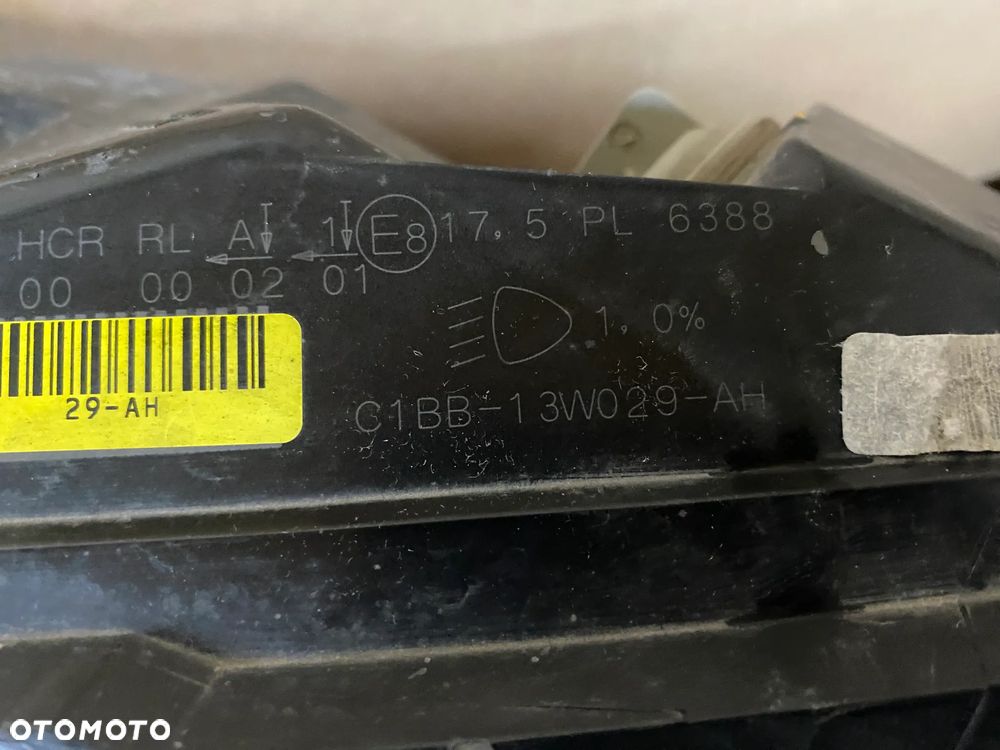 HCR RL A 1 E8 17.5 PL 6388
00 00 02 01
1.0%
29-AH
C1BB-13W029-AH
OTOMOTO